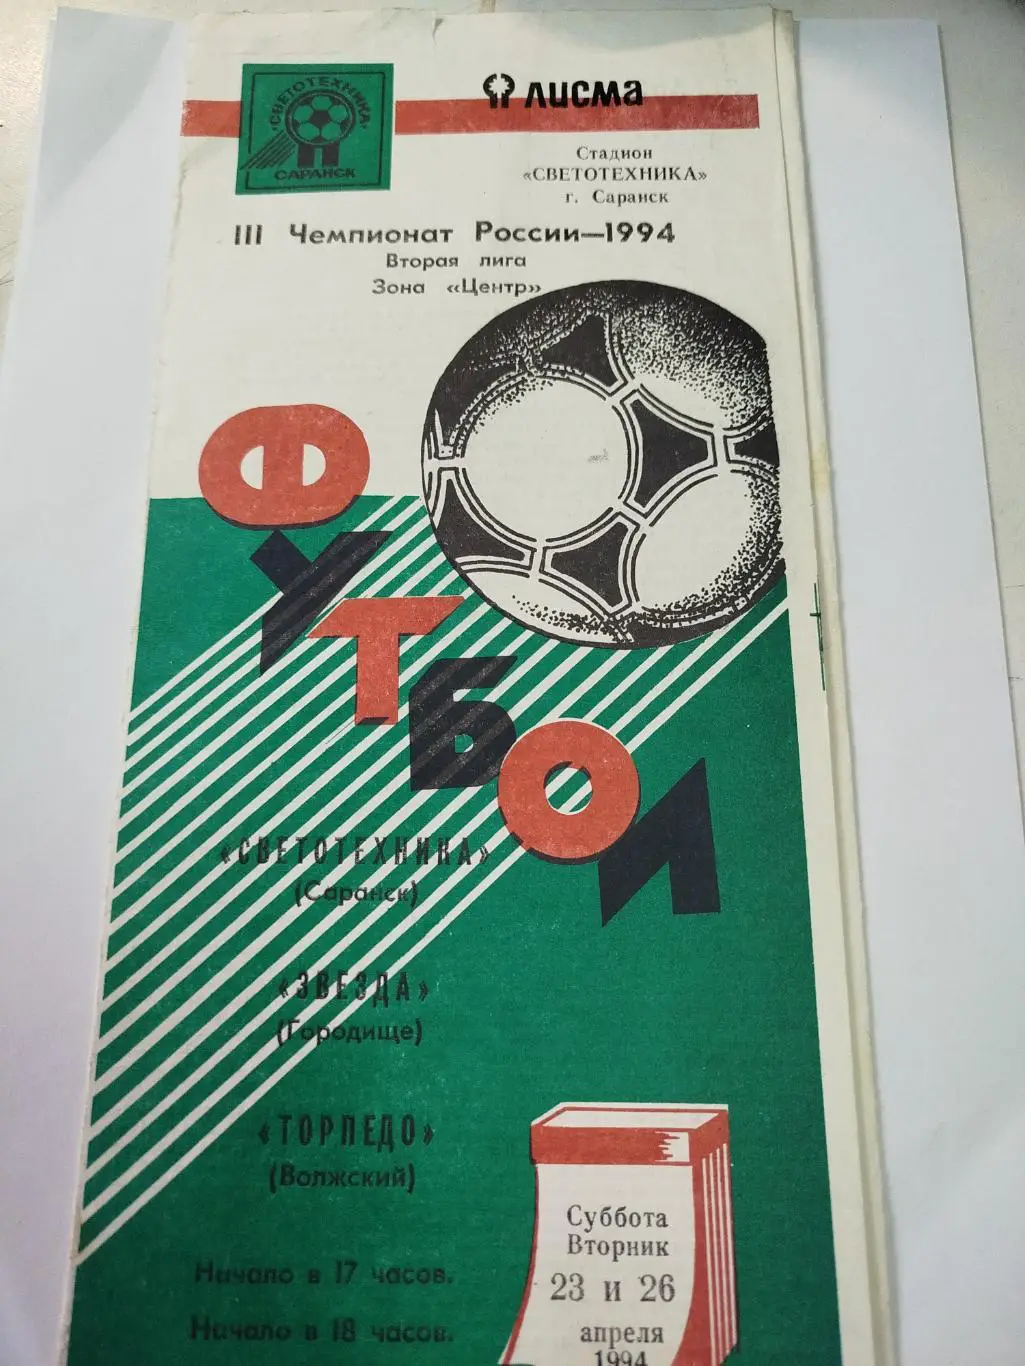 «СВЕТОТЕХНИКА»
САРАНСК
лисма
Стадион
«СВЕТОТЕХНИКА»
г. Саранск
III Чемпионат России—1994
Вторая лига
Зона «Центр»
ФУТБОЛ
«СВЕТОТЕХНИКА»
(Саранск)
«ЗВЕЗДА»
(Городище)
«ТОРПЕДО»
(Волжский)
Начало в 17 часов.
Начало в 18 часов.
Суббота
Вторник
23 и 26
апреля
1994